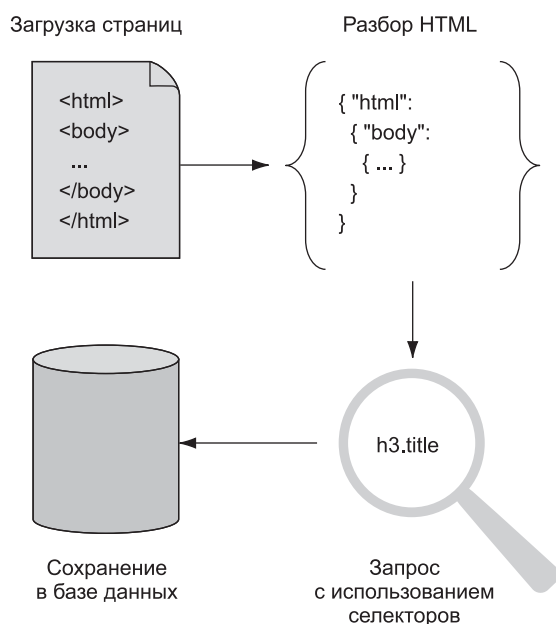 Загрузка страниц
<html>
<body>
...
</body>
</html>
Разбор HTML
{ "html":
{ "body":
{ ... }
}
}
h3.title
Запрос
с использованием
селекторов
Сохранение
в базе данных